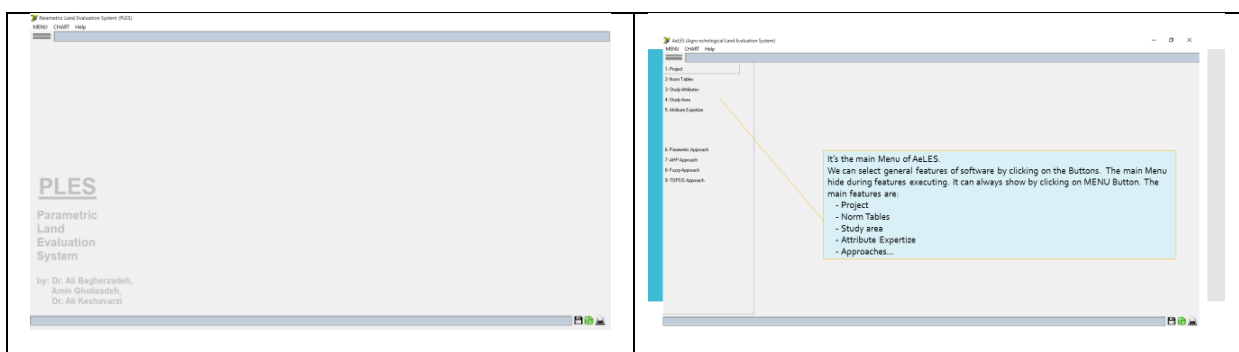 Parametric Land Evaluation System (PLES)
MENU CHART Help
PLES
Parametric
Land
Evaluation
System
by: Dr. Ali Bagherzadeh,
Amin Gholizadeh,
Dr. Ali Keshavarzi
AeLES (Agro-echological Land Evaluation System)
MENU CHART Help
1- Project
2- Norm Tables
3- Study Attributes
4- Study Area
5- Attribute Expertize
6- Parametric Approach
7- AHP Approach
8- Fuzzy Approach
9- TOPSIS Approach
It's the main Menu of AeLES.
We can select general features of software by clicking on the Buttons. The main Menu
hide during features executing. It can always show by clicking on MENU Button. The
main features are:
- Project
- Norm Tables
- Study area
- Attribute Expertize
- Approaches...